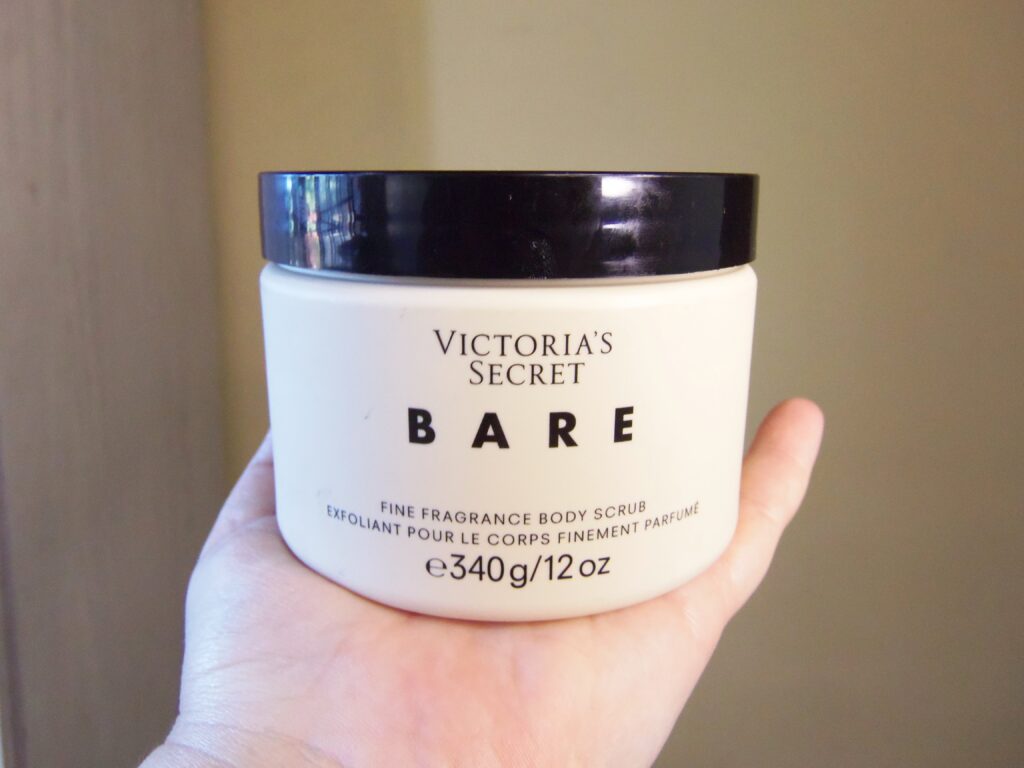 VICTORIA'S
SECRET
BARE
FINE FRAGRANCE BODY SCRUB
EXFOLIANT POUR LE CORPS FINEMENT PARFUMÉ
℮340g/12 oz